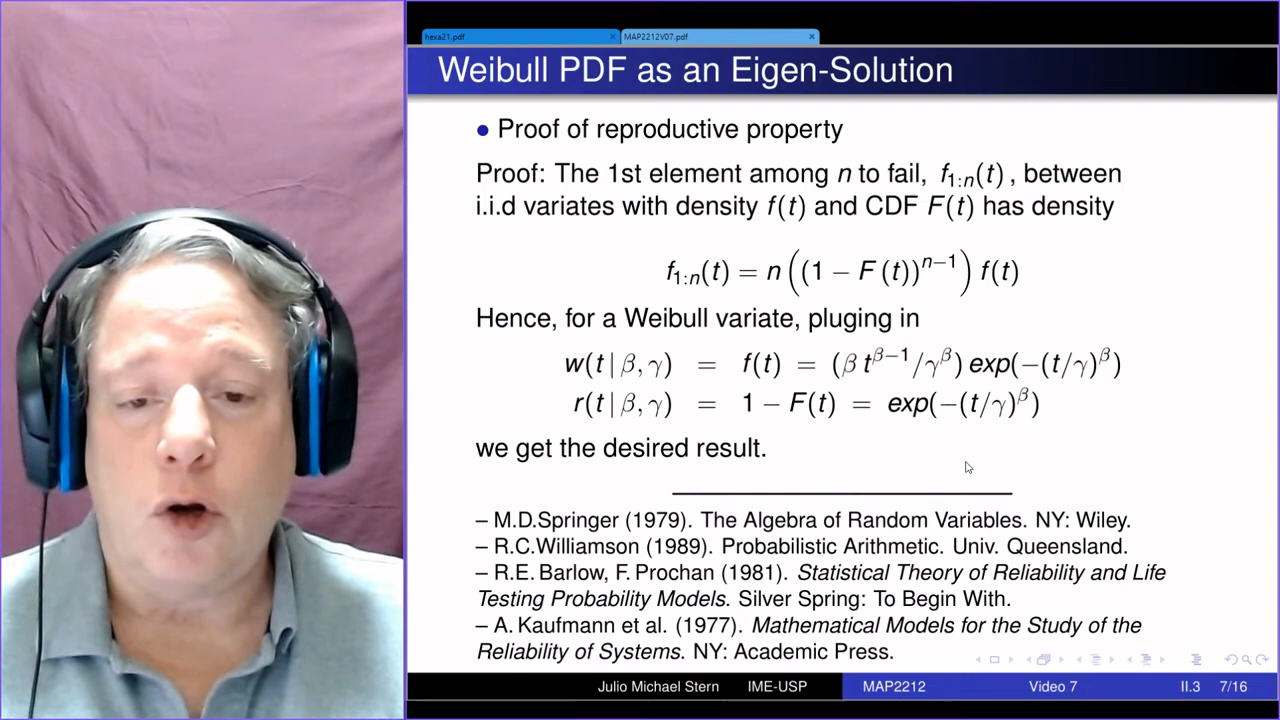 hexa21.pdf
MAP2212V07.pdf
Weibull PDF as an Eigen-Solution
• Proof of reproductive property
Proof: The 1st element among n to fail, f₁:ₙ(t), between
i.i.d variates with density f(t) and CDF F(t) has density
f₁:ₙ(t) = n ((1 − F (t))ⁿ⁻¹) f(t)
Hence, for a Weibull variate, pluging in
w(t | β, γ) = f(t) = (β t^{β−1}/γ^β) exp(−(t/γ)^β)
r(t | β, γ) = 1 − F(t) = exp(−(t/γ)^β)
we get the desired result.
– M.D.Springer (1979). The Algebra of Random Variables. NY: Wiley.
– R.C.Williamson (1989). Probabilistic Arithmetic. Univ. Queensland.
– R.E. Barlow, F. Prochan (1981). Statistical Theory of Reliability and Life
Testing Probability Models. Silver Spring: To Begin With.
– A. Kaufmann et al. (1977). Mathematical Models for the Study of the
Reliability of Systems. NY: Academic Press.
Julio Michael Stern IME-USP MAP2212 Video 7 II.3 7/16